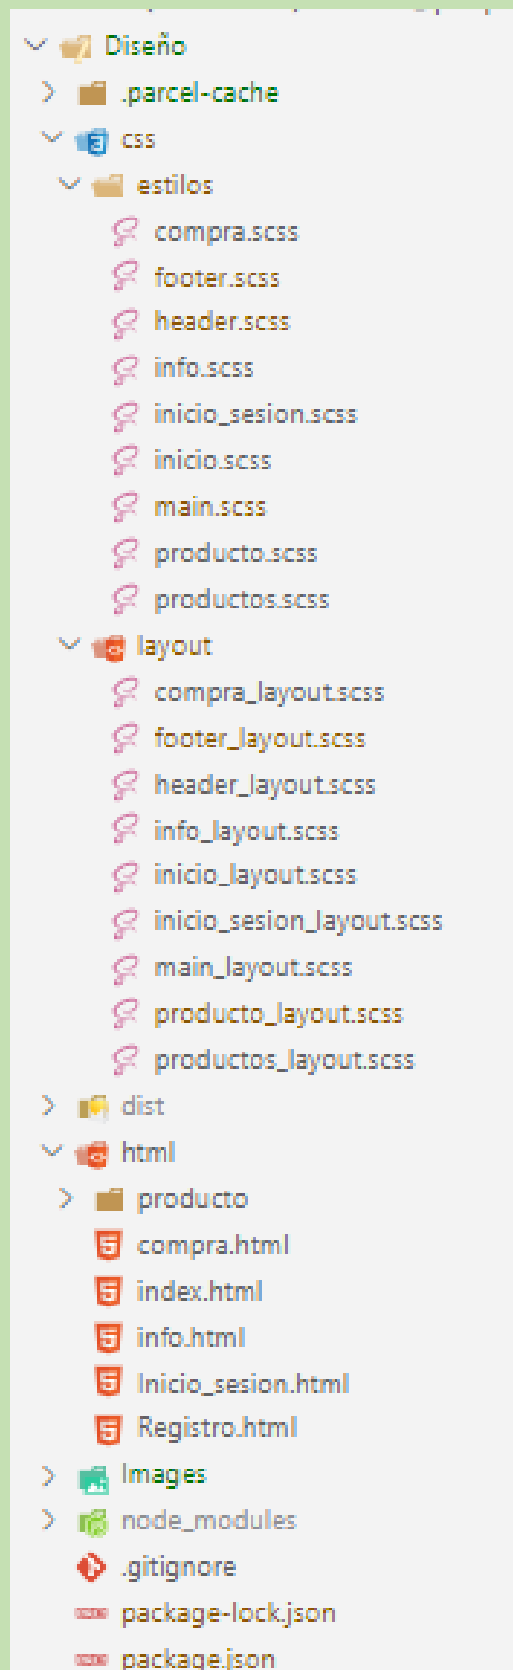 Diseño
.parcel-cache
css
estilos
compra.scss
footer.scss
header.scss
info.scss
inicio_sesion.scss
inicio.scss
main.scss
producto.scss
productos.scss
layout
compra_layout.scss
footer_layout.scss
header_layout.scss
info_layout.scss
inicio_layout.scss
inicio_sesion_layout.scss
main_layout.scss
producto_layout.scss
productos_layout.scss
dist
html
producto
compra.html
index.html
info.html
Inicio_sesion.html
Registro.html
Images
node_modules
.gitignore
package-lock.json
package.json